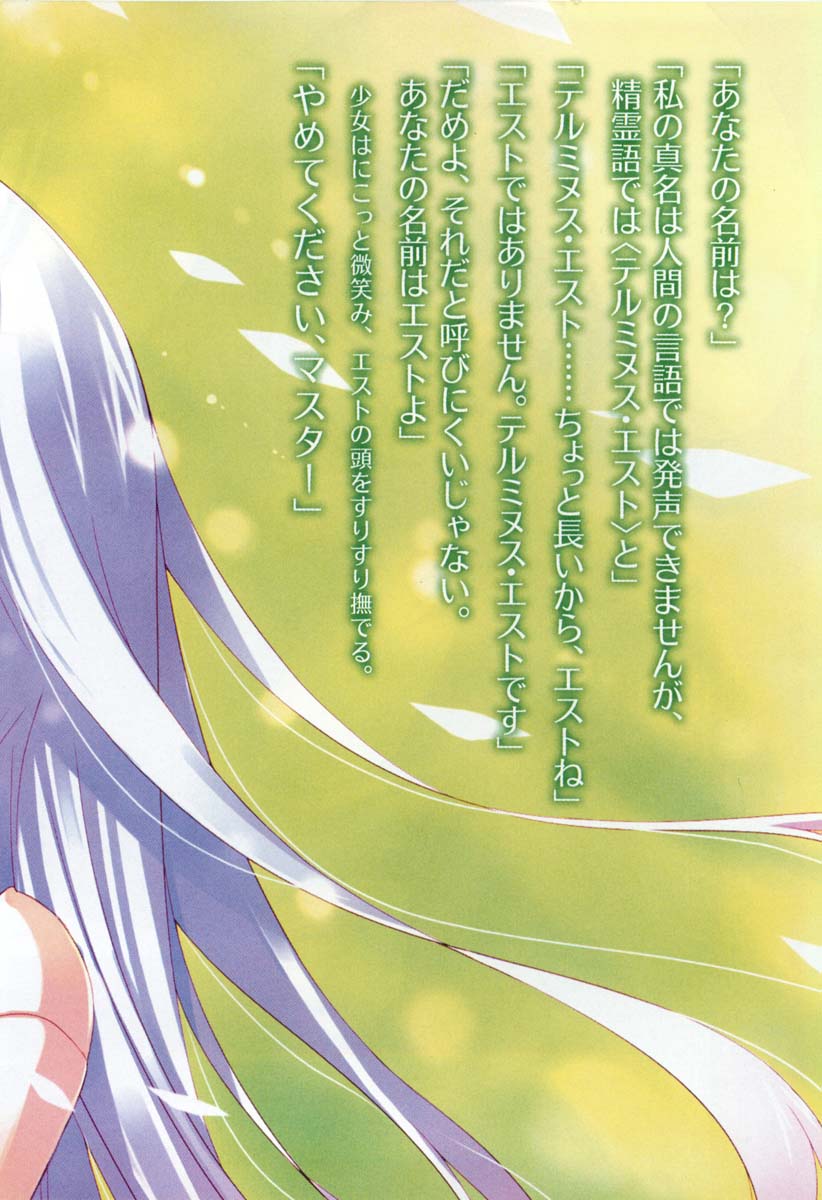 「あなたの名前は？」
「私の真名は人間の言語では発声できませんが、
精霊語では〈テルミヌス・エスト〉と」
「テルミヌス・エスト……ちょっと長いから、エストね」
「エストではありません。テルミヌス・エストです」
「だめよ、それだと呼びにくいじゃない。
あなたの名前はエストよ」
少女はにこっと微笑み、エストの頭をすりすり撫でる。
「やめてください、マスター」